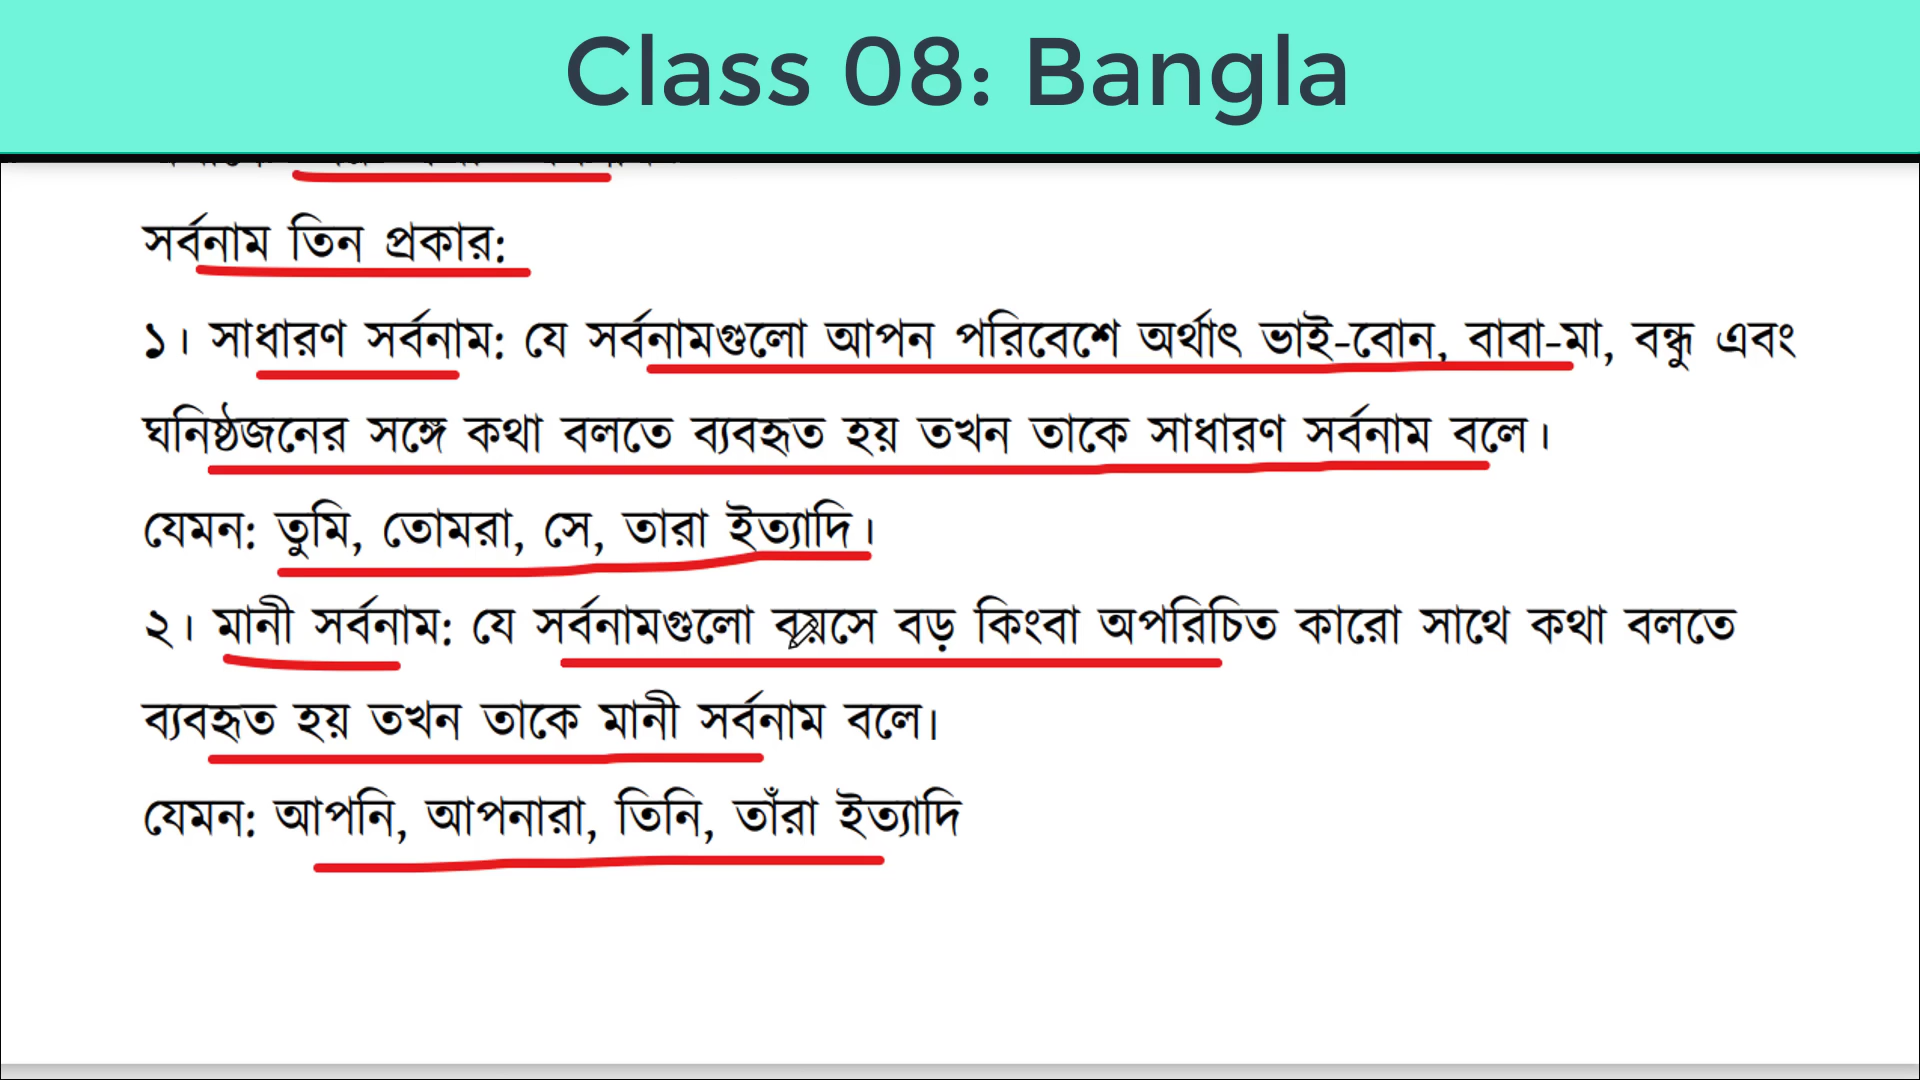 Class 08: Bangla
সর্বনাম তিন প্রকার:
১। সাধারণ সর্বনাম: যে সর্বনামগুলো আপন পরিবেশে অর্থাৎ ভাই-বোন, বাবা-মা, বন্ধু এবং
ঘনিষ্ঠজনের সঙ্গে কথা বলতে ব্যবহৃত হয় তখন তাকে সাধারণ সর্বনাম বলে।
যেমন: তুমি, তোমরা, সে, তারা ইত্যাদি।
২। মানী সর্বনাম: যে সর্বনামগুলো বয়সে বড় কিংবা অপরিচিত কারো সাথে কথা বলতে
ব্যবহৃত হয় তখন তাকে মানী সর্বনাম বলে।
যেমন: আপনি, আপনারা, তিনি, তাঁরা ইত্যাদি